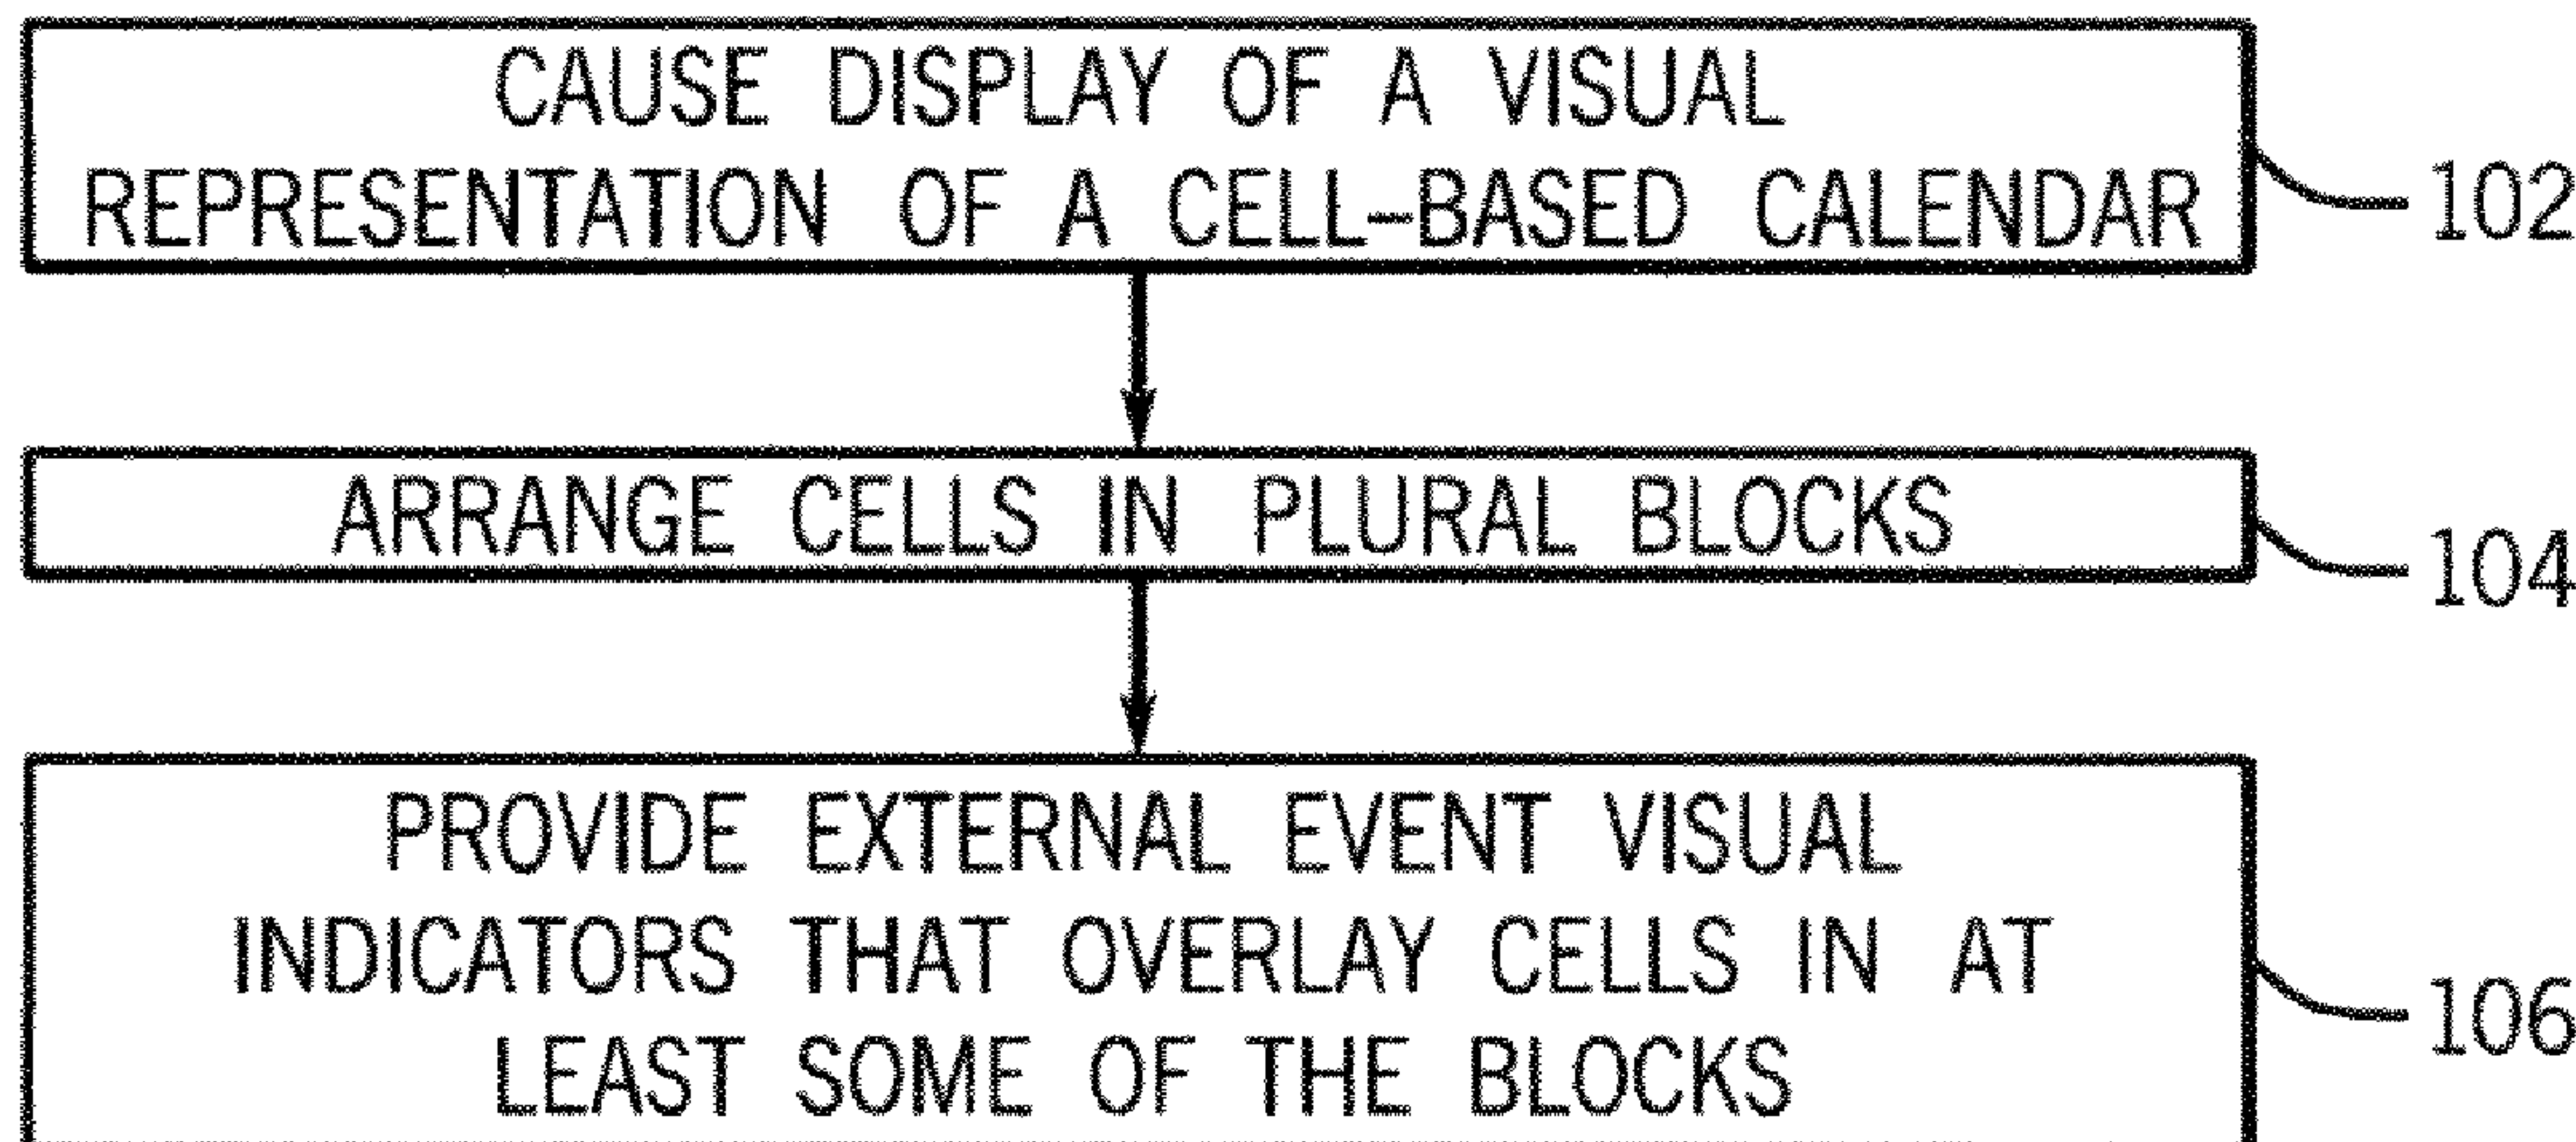 CAUSE DISPLAY OF A VISUAL
REPRESENTATION OF A CELL-BASED CALENDAR
102
ARRANGE CELLS IN PLURAL BLOCKS
104
PROVIDE EXTERNAL EVENT VISUAL
INDICATORS THAT OVERLAY CELLS IN AT
LEAST SOME OF THE BLOCKS
106